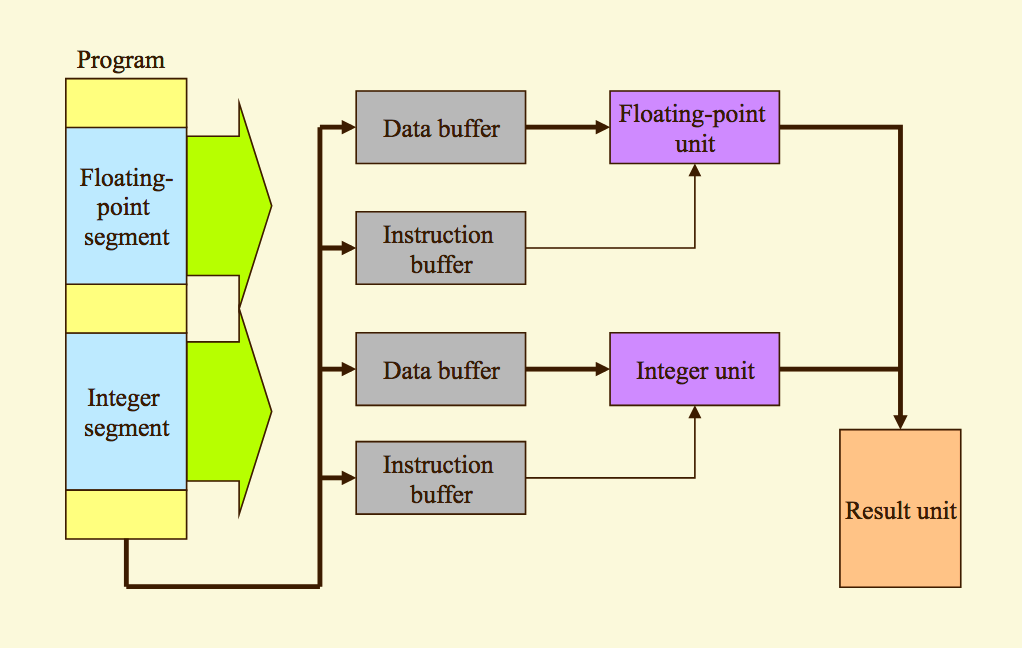 Program
Floating-
point
segment
Integer
segment
Data buffer
Floating-point
unit
Instruction
buffer
Data buffer
Integer unit
Instruction
buffer
Result unit